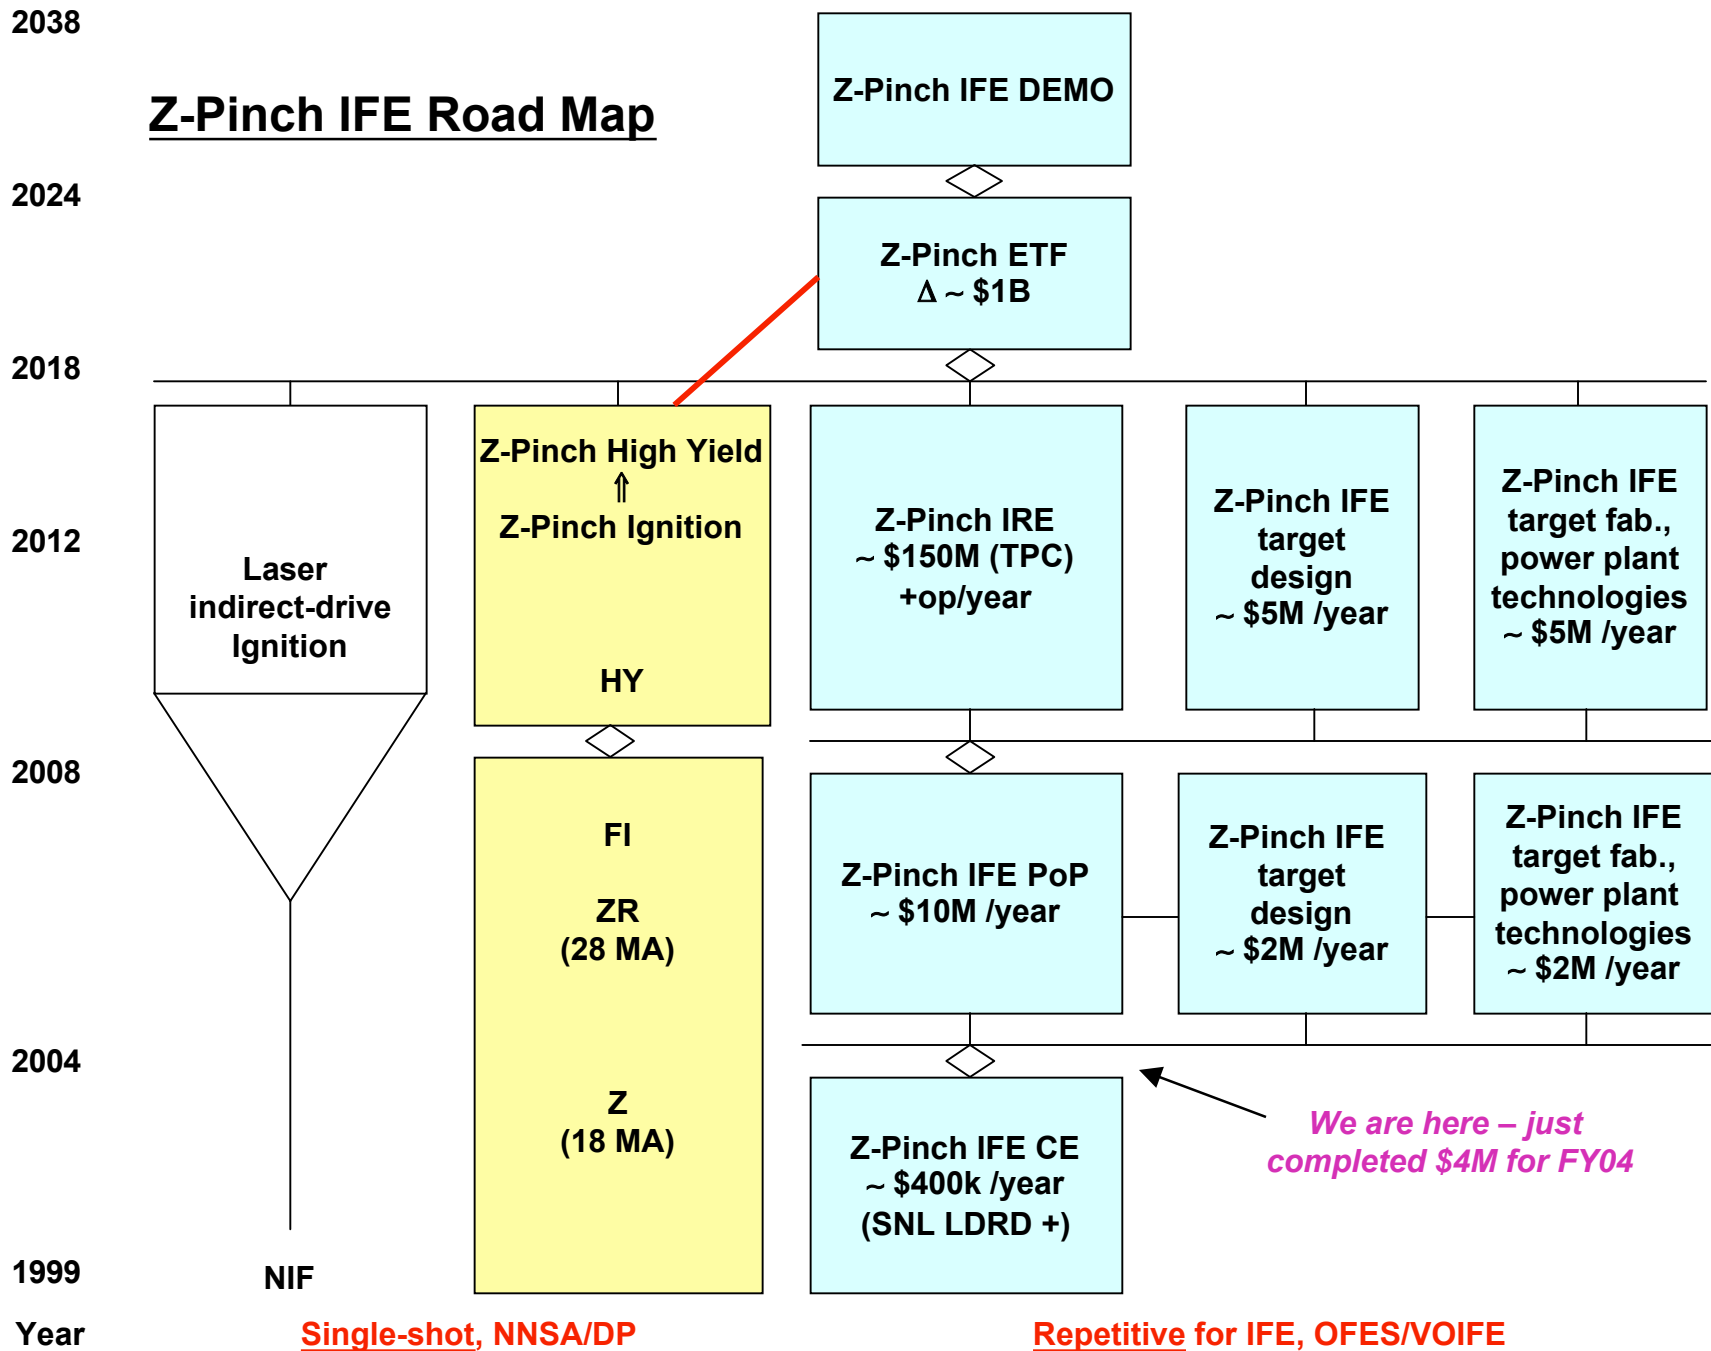 2038
Z-Pinch IFE DEMO
Z-Pinch IFE Road Map
2024
Z-Pinch ETF
Δ ~ $1B
2018
Laser
indirect-drive
Ignition
Z-Pinch High Yield
⇑
Z-Pinch Ignition
HY
Z-Pinch IRE
~ $150M (TPC)
+op/year
Z-Pinch IFE
target
design
~ $5M /year
Z-Pinch IFE
target fab.,
power plant
technologies
~ $5M /year
2012
2008
FI
ZR
(28 MA)
Z
(18 MA)
Z-Pinch IFE PoP
~ $10M /year
Z-Pinch IFE
target
design
~ $2M /year
Z-Pinch IFE
target fab.,
power plant
technologies
~ $2M /year
2004
Z-Pinch IFE CE
~ $400k /year
(SNL LDRD +)
We are here – just
completed $4M for FY04
1999
NIF
Year
Single-shot, NNSA/DP
Repetitive for IFE, OFES/VOIFE